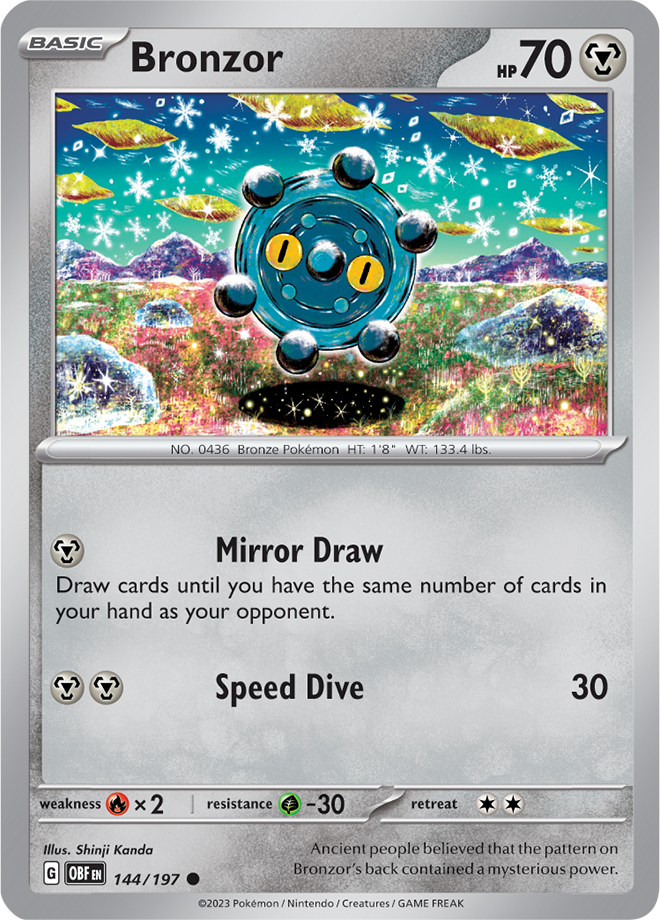 BASIC Bronzor HP 70
NO. 0436 Bronze Pokémon HT: 1'8" WT: 133.4 lbs.
Mirror Draw
Draw cards until you have the same number of cards in
your hand as your opponent.
Speed Dive 30
weakness ×2 resistance -30 retreat
Illus. Shinji Kanda
Ancient people believed that the pattern on
Bronzor's back contained a mysterious power.
G OBF EN 144/197
©2023 Pokémon / Nintendo / Creatures / GAME FREAK